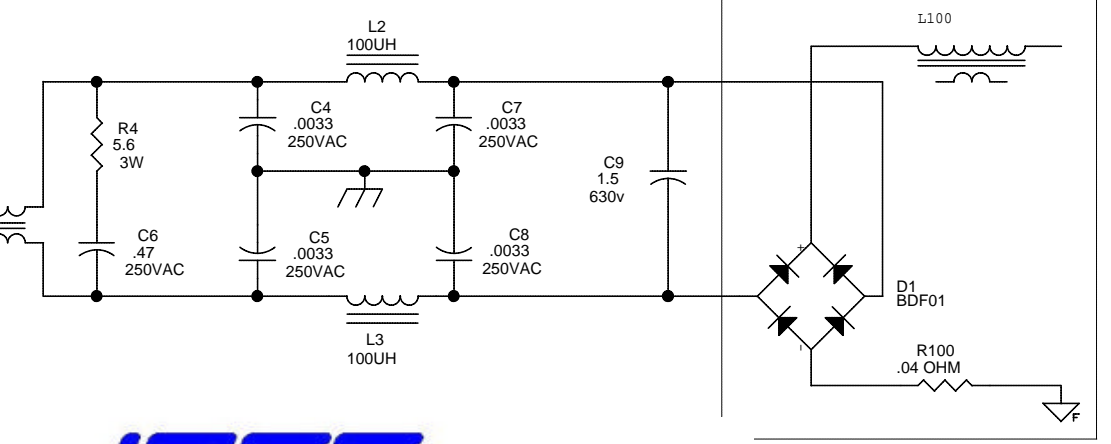 L100
L2
100UH
R4
5.6
3W
C4
.0033
250VAC
C7
.0033
250VAC
C9
1.5
630v
C6
.47
250VAC
C5
.0033
250VAC
C8
.0033
250VAC
+
-
D1
BDF01
L3
100UH
R100
.04 OHM
F